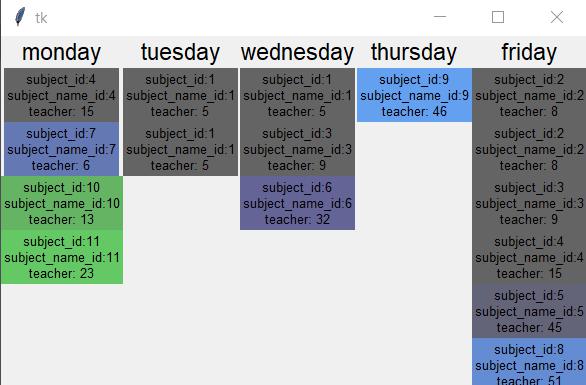 tk
monday
subject_id:4
subject_name_id:4
teacher: 15
subject_id:7
subject_name_id:7
teacher: 6
subject_id:10
subject_name_id:10
teacher: 13
subject_id:11
subject_name_id:11
teacher: 23
tuesday
subject_id:1
subject_name_id:1
teacher: 5
subject_id:1
subject_name_id:1
teacher: 5
wednesday
subject_id:1
subject_name_id:1
teacher: 5
subject_id:3
subject_name_id:3
teacher: 9
subject_id:6
subject_name_id:6
teacher: 32
thursday
subject_id:9
subject_name_id:9
teacher: 46
friday
subject_id:2
subject_name_id:2
teacher: 8
subject_id:2
subject_name_id:2
teacher: 8
subject_id:3
subject_name_id:3
teacher: 9
subject_id:4
subject_name_id:4
teacher: 15
subject_id:5
subject_name_id:5
teacher: 45
subject_id:8
subject_name_id:8
teacher: 51